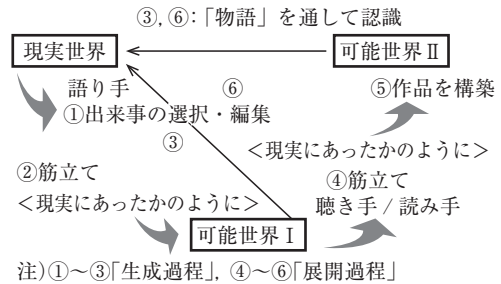 ③, ⑥:「物語」を通して認識
現実世界
可能世界Ⅱ
語り手
①出来事の選択・編集
⑥
⑤作品を構築
③
<現実にあったかのように>
②筋立て
<現実にあったかのように>
④筋立て
聴き手 / 読み手
可能世界Ⅰ
注)①〜③「生成過程」, ④〜⑥「展開過程」